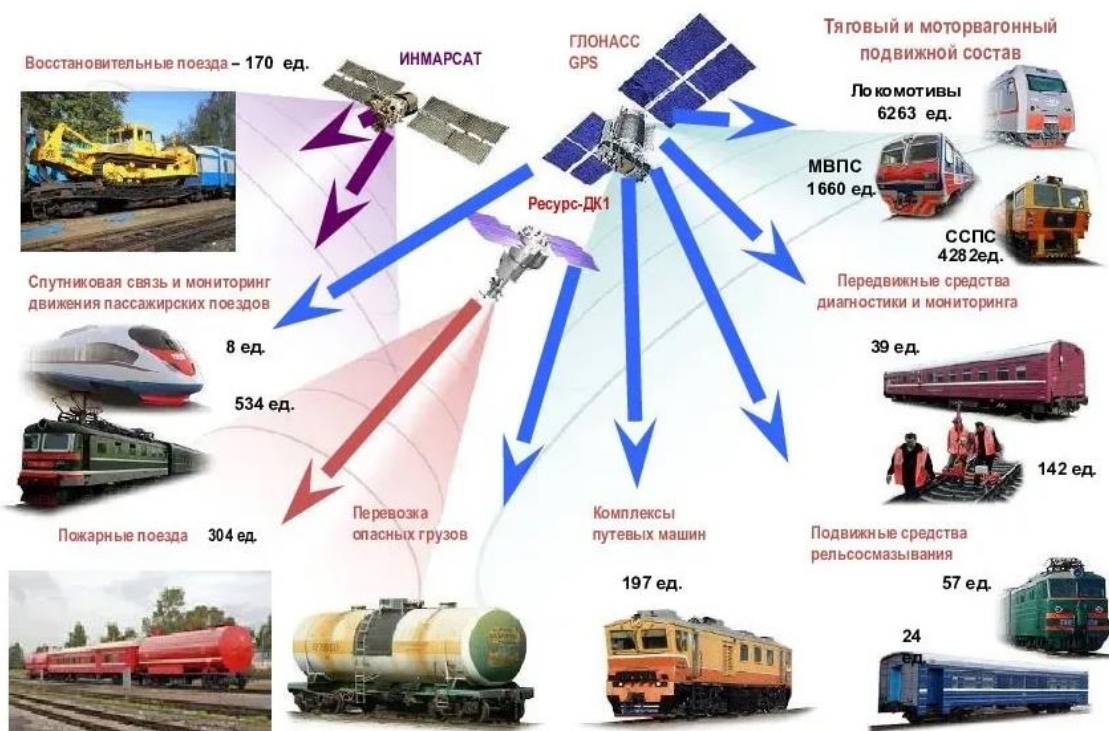 Восстановительные поезда – 170 ед.
ИНМАРСАТ
ГЛОНАСС
GPS
Тяговый и моторвагонный
подвижной состав
Локомотивы
6263 ед.
МВПС
1660 ед.
ССПС
4282ед.
Ресурс-ДК1
Спутниковая связь и мониторинг
движения пассажирских поездов
8 ед.
534 ед.
Передвижные средства
диагностики и мониторинга
39 ед.
142 ед.
Пожарные поезда 304 ед.
Перевозка
опасных грузов
Комплексы
путевых машин
197 ед.
Подвижные средства
рельсосмазывания
57 ед.
24
ед.